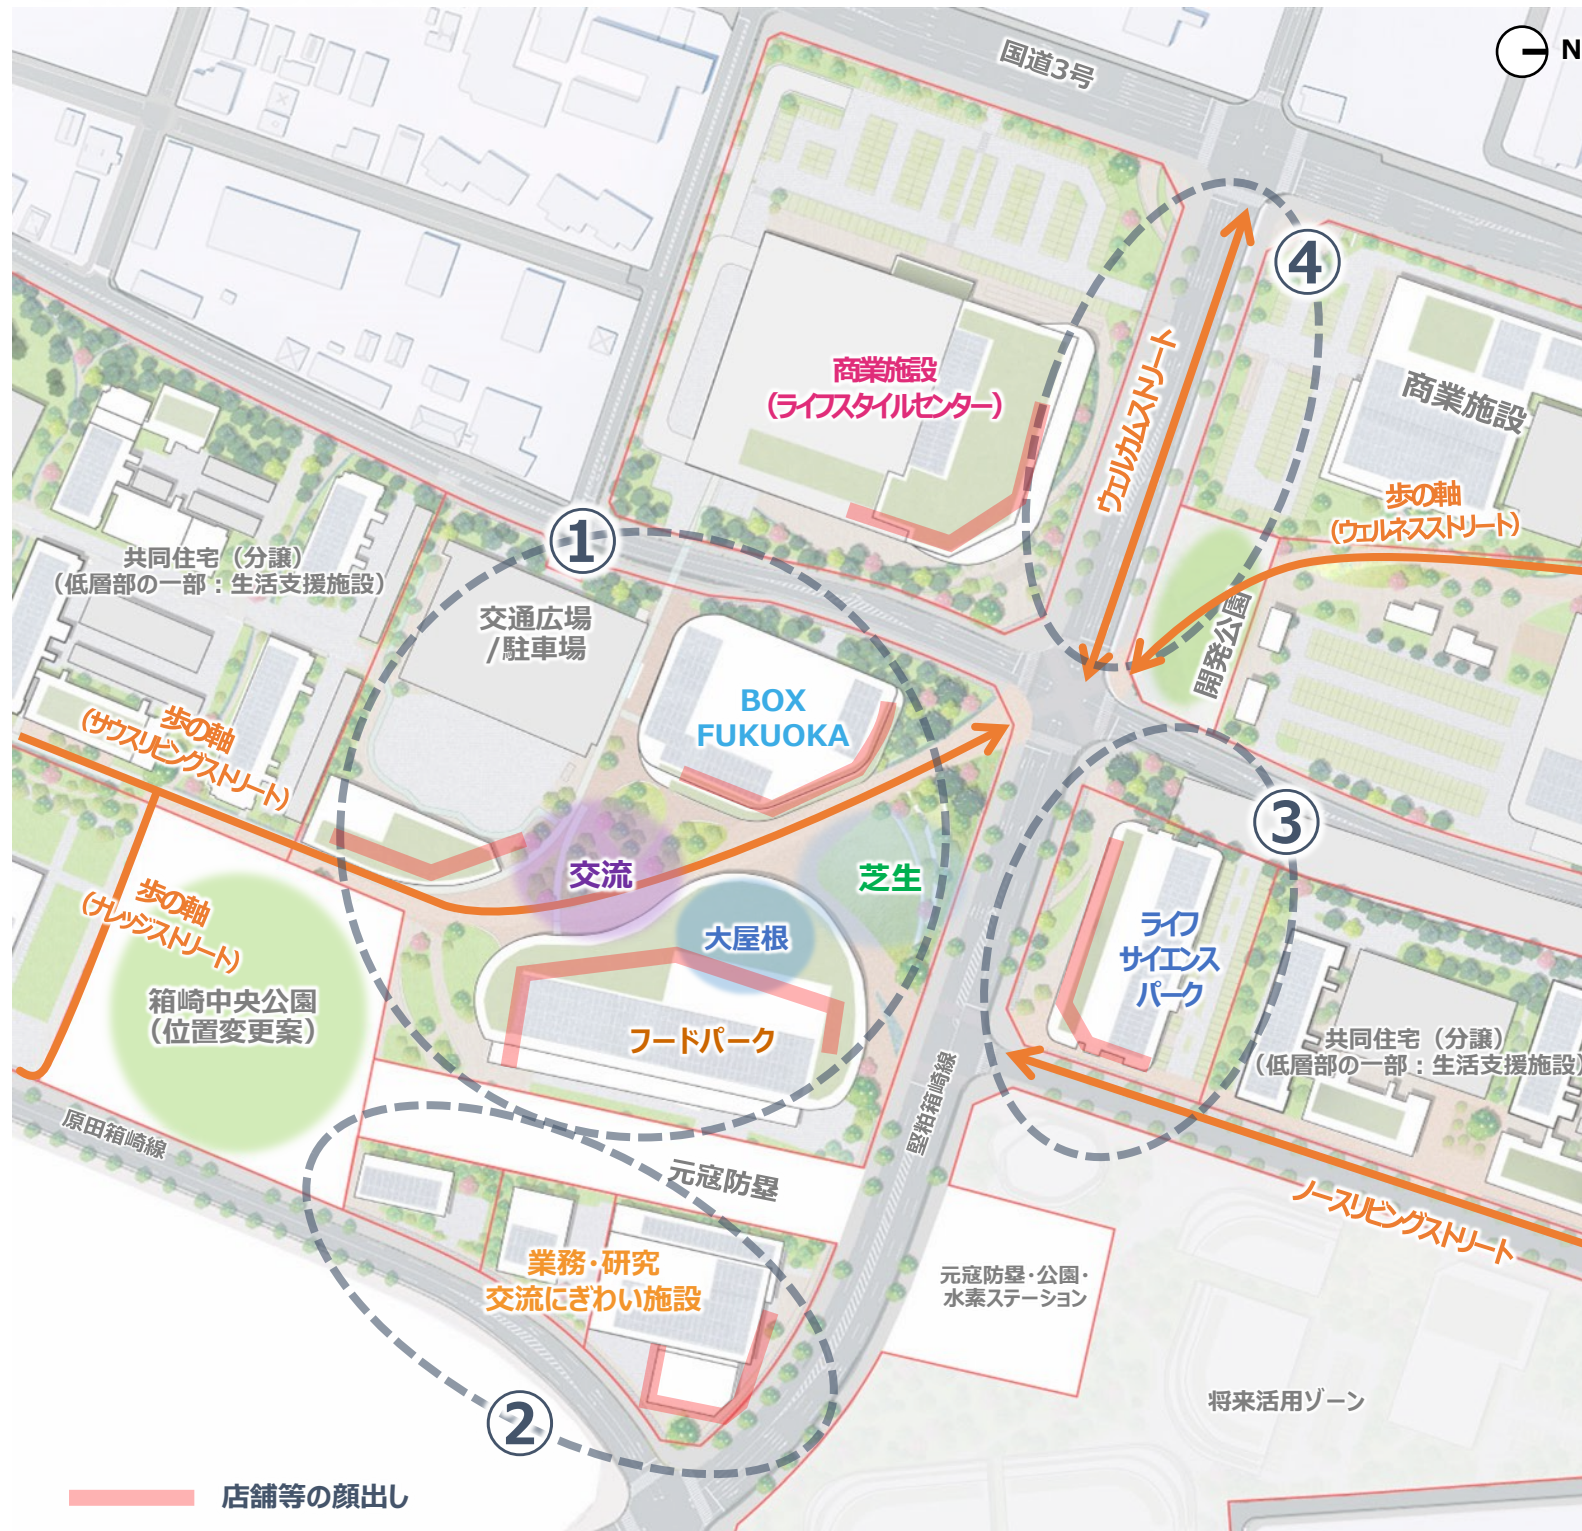 国道3号
N
④
商業施設
(ライフスタイルセンター)
ウェルカムストリート
商業施設
歩の軸
(ウェルネスストリート)
①
共同住宅（分譲）
（低層部の一部：生活支援施設）
交通広場
/駐車場
開発公園
BOX
FUKUOKA
歩の軸
(サウスリビングストリート)
③
交流
芝生
大屋根
歩の軸
(ナレッジストリート)
ライフ
サイエンス
パーク
箱崎中央公園
（位置変更案）
フードパーク
共同住宅（分譲）
（低層部の一部：生活支援施設）
堅粕箱崎線
原田箱崎線
元寇防塁
ノースリビングストリート
業務・研究
交流にぎわい施設
元寇防塁・公園・
水素ステーション
将来活用ゾーン
②
店舗等の顔出し